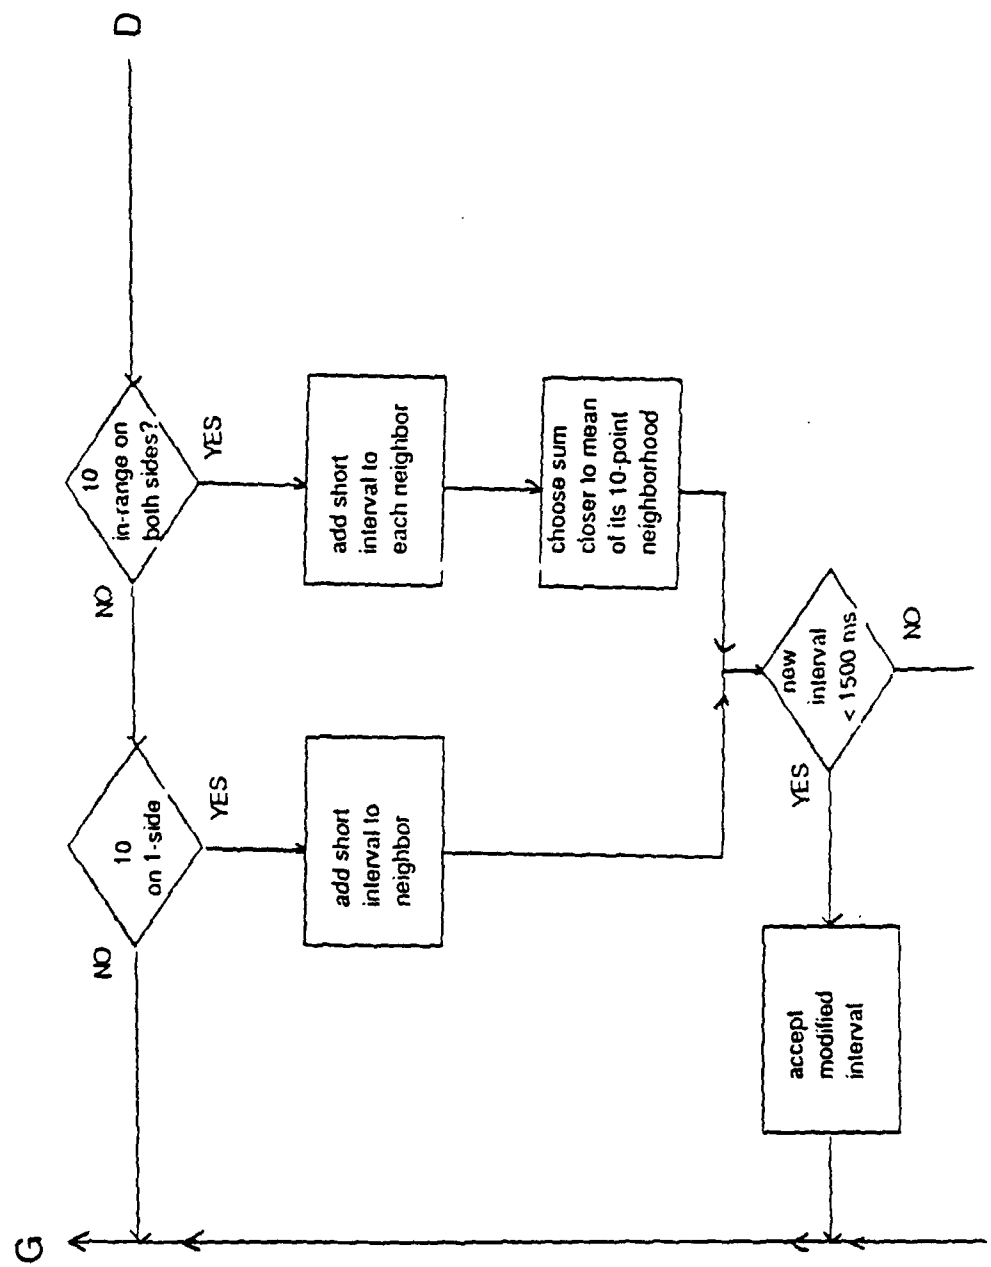 G
D
NO
10
on 1-side
YES
NO
10
in-range on
both sides?
YES
add short
interval to
neighbor
add short
interval to
each neighbor
choose sum
closer to mean
of its 10-point
neighborhood
accept
modified
interval
YES
new
interval
< 1500 ms
NO